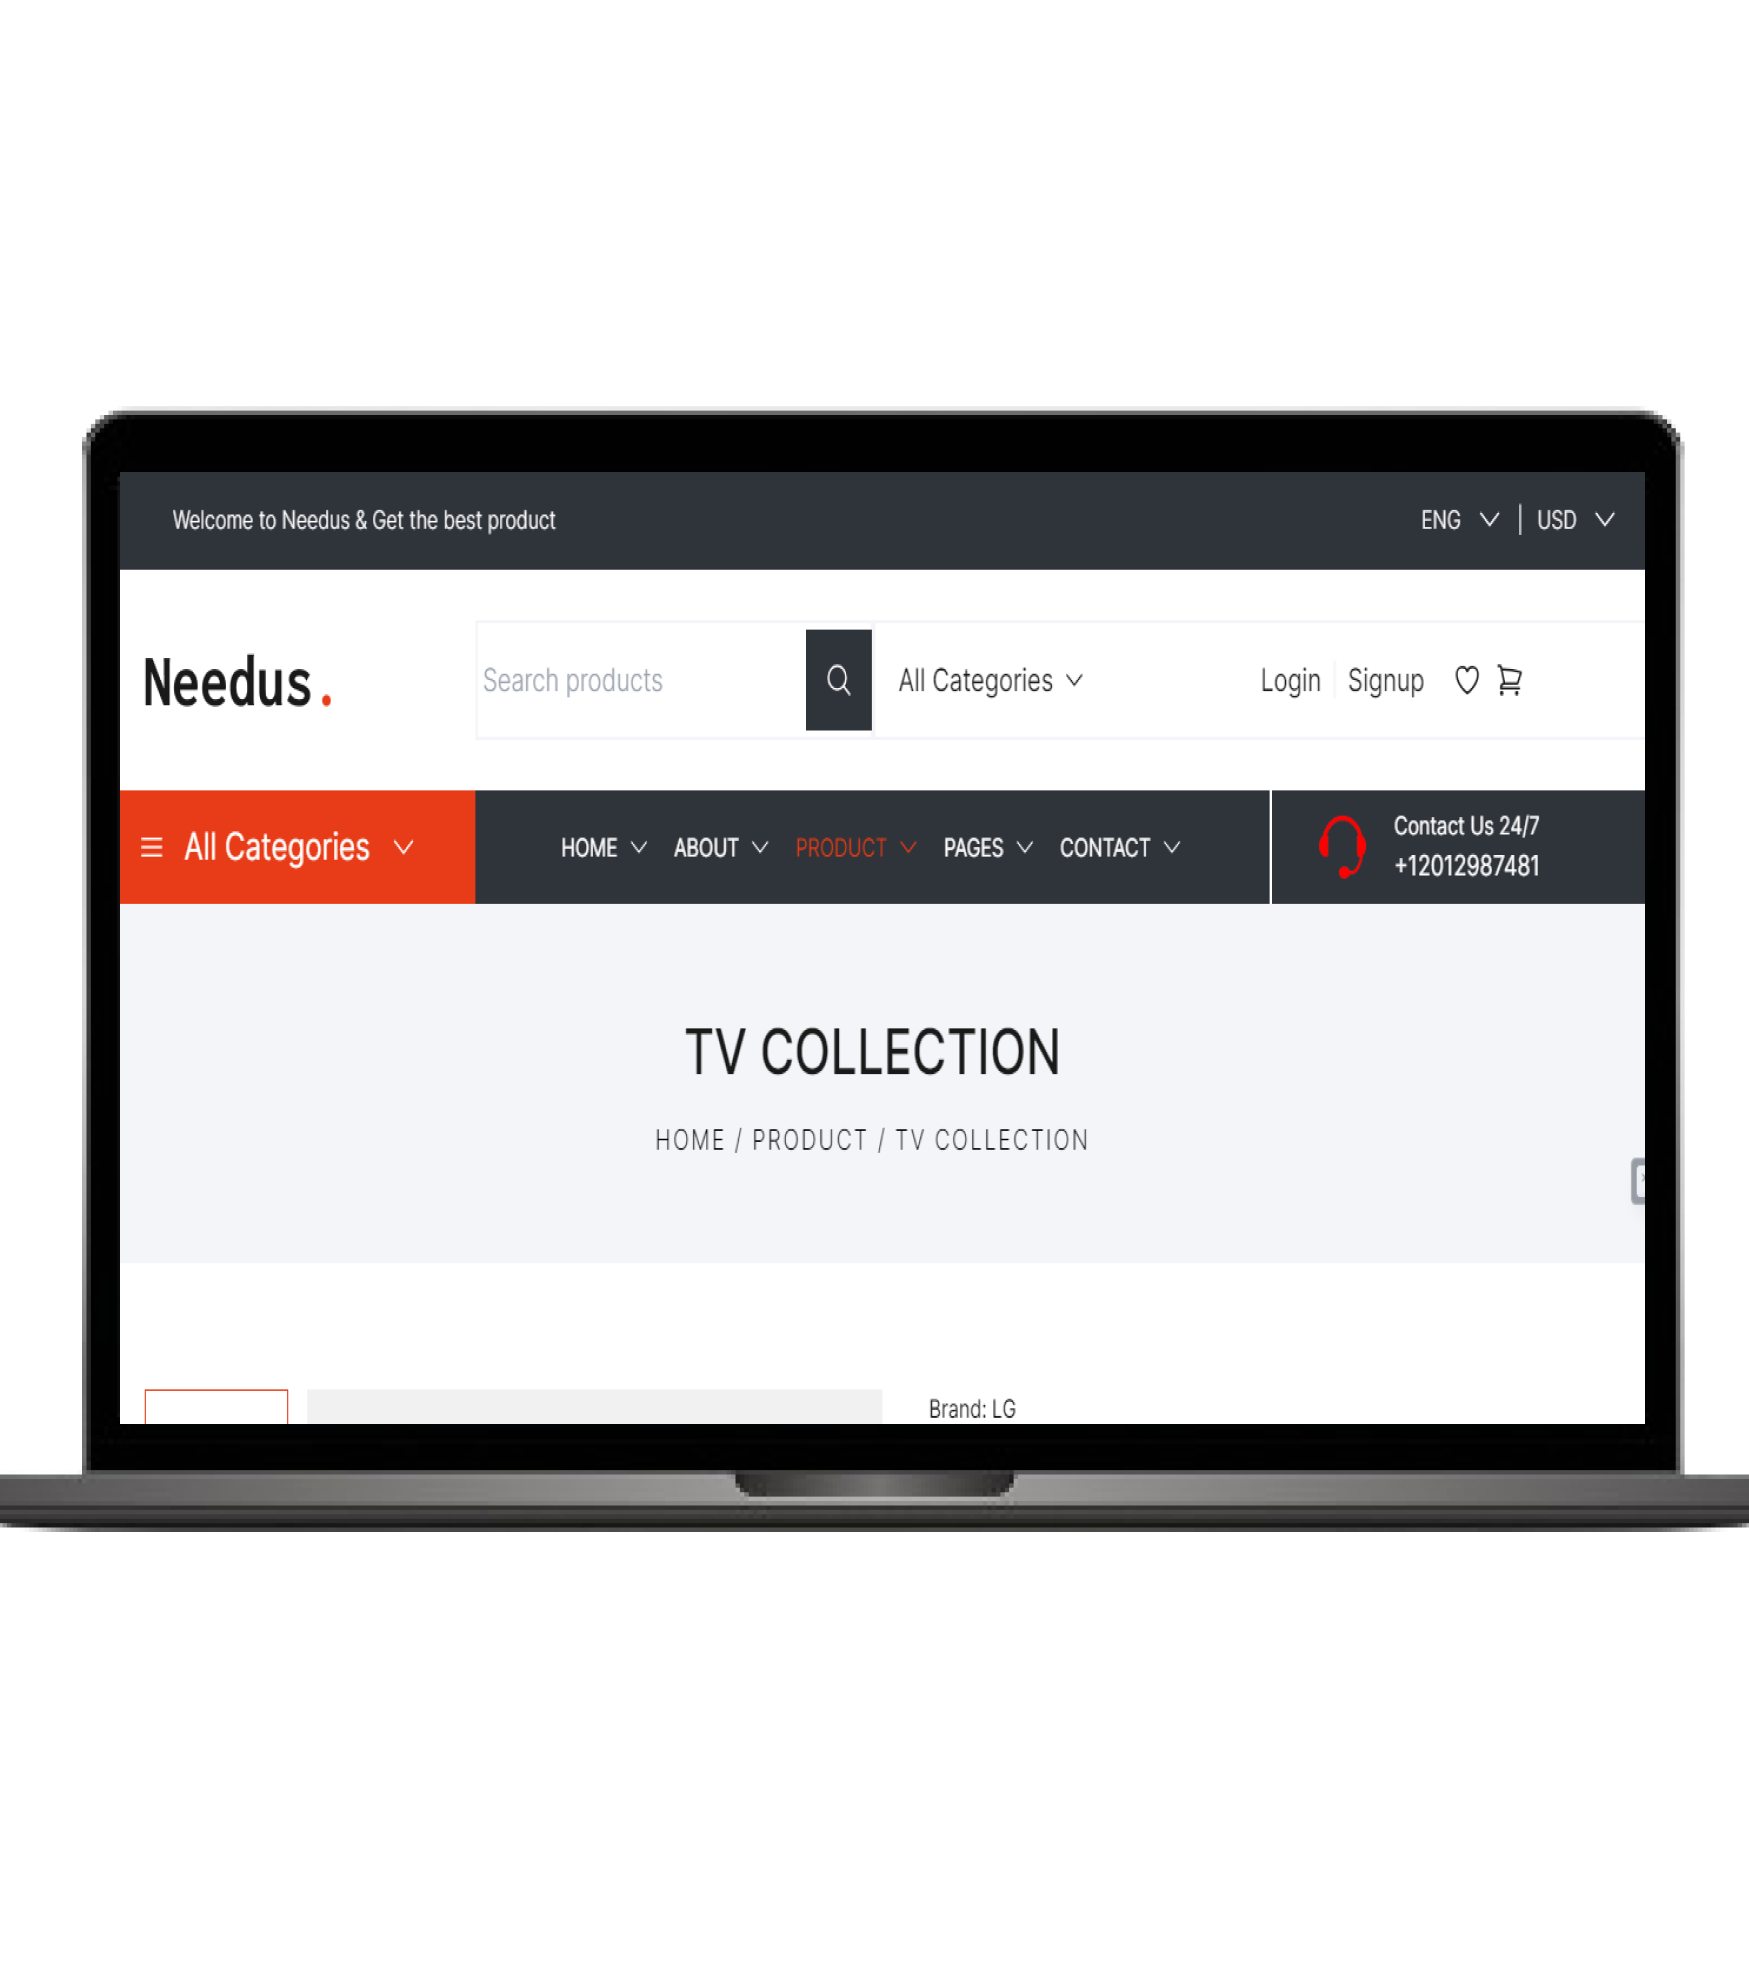 Welcome to Needus & Get the best product
ENG | USD
Needus.
Search products
All Categories
Login
Signup
All Categories
HOME
ABOUT
PRODUCT
PAGES
CONTACT
Contact Us 24/7
+12012987481
TV COLLECTION
HOME / PRODUCT / TV COLLECTION
Brand: LG